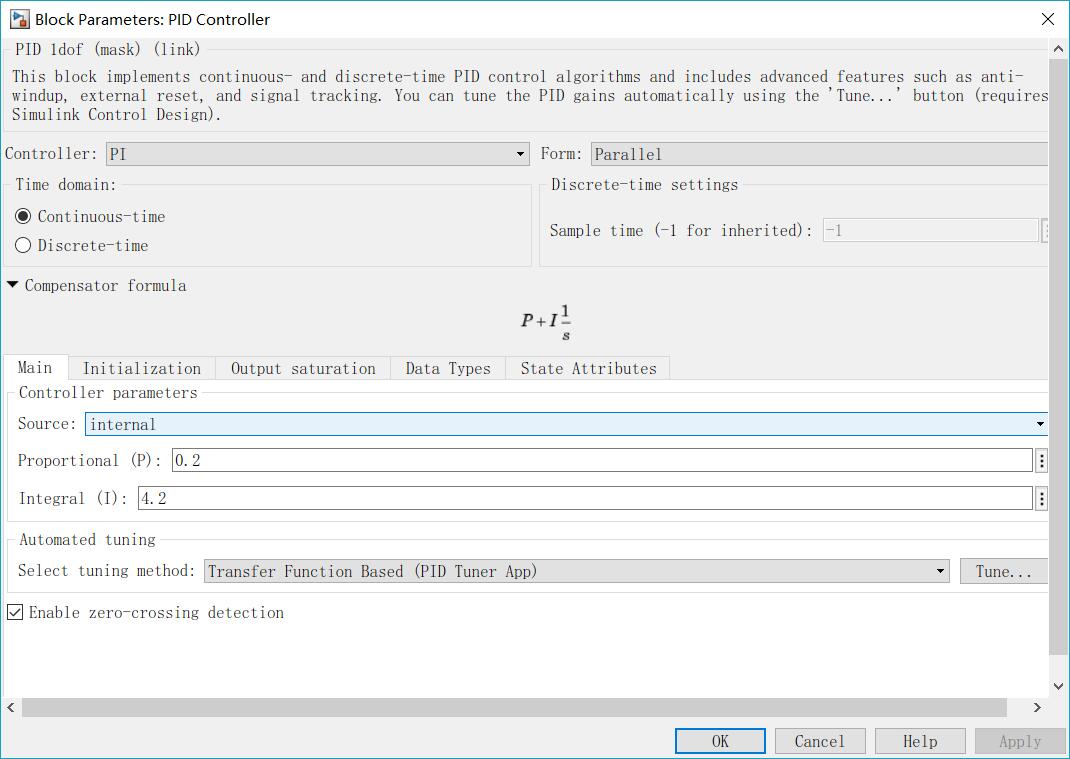 Block Parameters: PID Controller
PID 1dof (mask) (link)
This block implements continuous- and discrete-time PID control algorithms and includes advanced features such as anti-
windup, external reset, and signal tracking. You can tune the PID gains automatically using the 'Tune...' button (requires
Simulink Control Design).
Controller: PI Form: Parallel
Time domain: Discrete-time settings
Continuous-time
Sample time (-1 for inherited): -1
Discrete-time
Compensator formula
P + I 1/s
Main Initialization Output saturation Data Types State Attributes
Controller parameters
Source: internal
Proportional (P): 0.2
Integral (I): 4.2
Automated tuning
Select tuning method: Transfer Function Based (PID Tuner App) Tune...
Enable zero-crossing detection
OK Cancel Help Apply